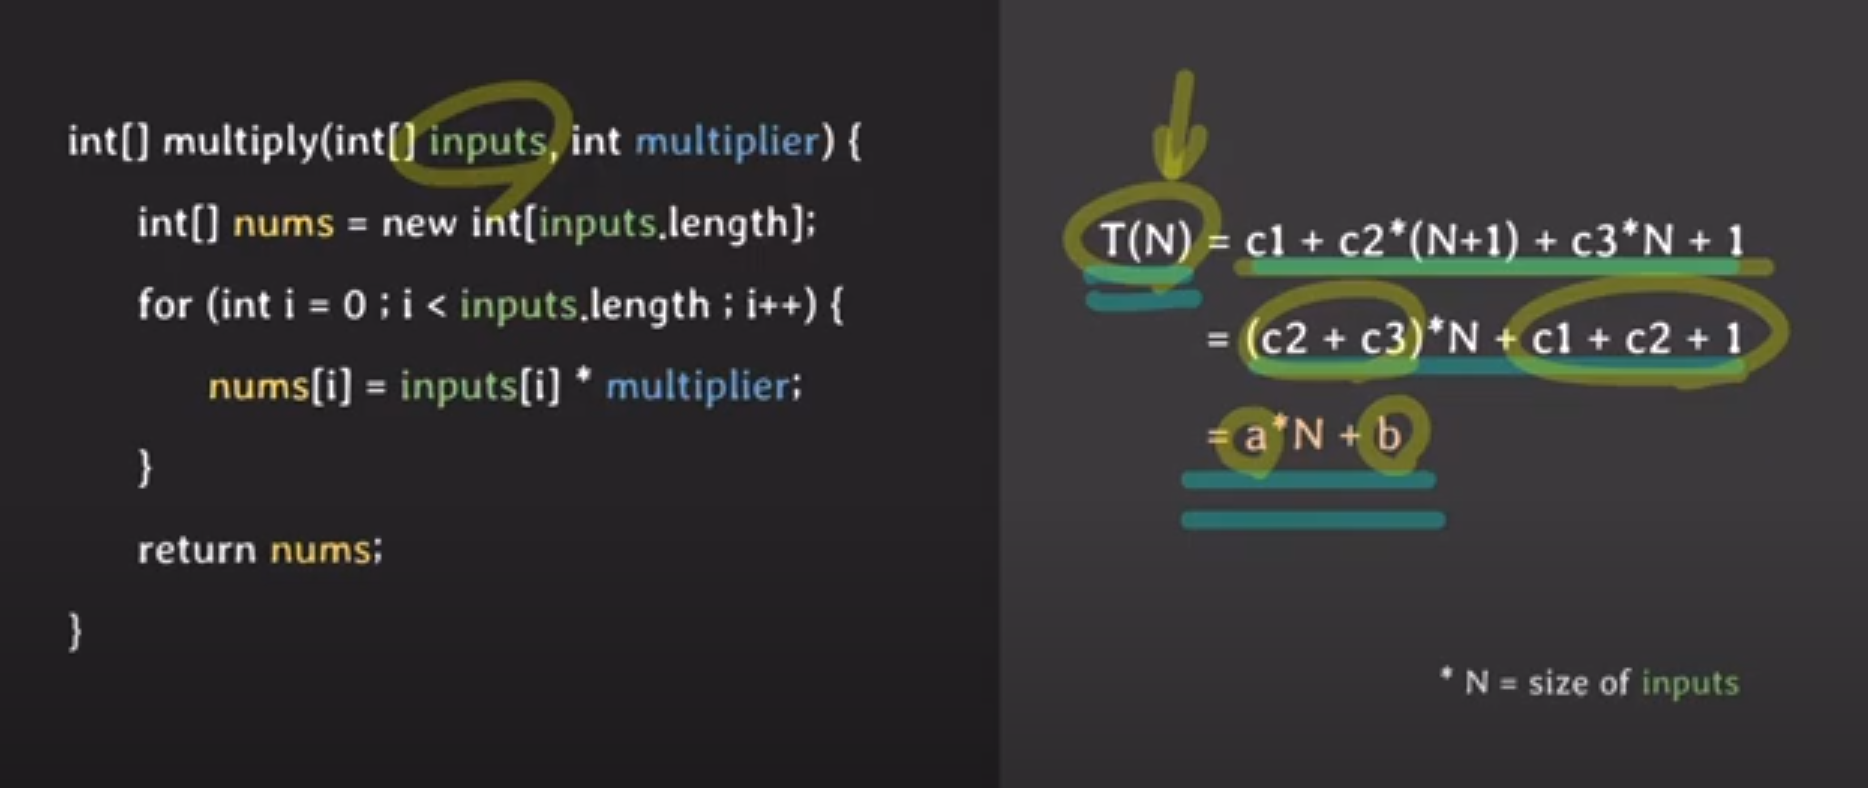 int[] multiply(int[] inputs, int multiplier) {
int[] nums = new int[inputs.length];
for (int i = 0 ; i < inputs.length ; i++) {
nums[i] = inputs[i] * multiplier;
}
return nums;
}
T(N) = c1 + c2*(N+1) + c3*N + 1
= (c2 + c3)*N + c1 + c2 + 1
= a*N + b
* N = size of inputs